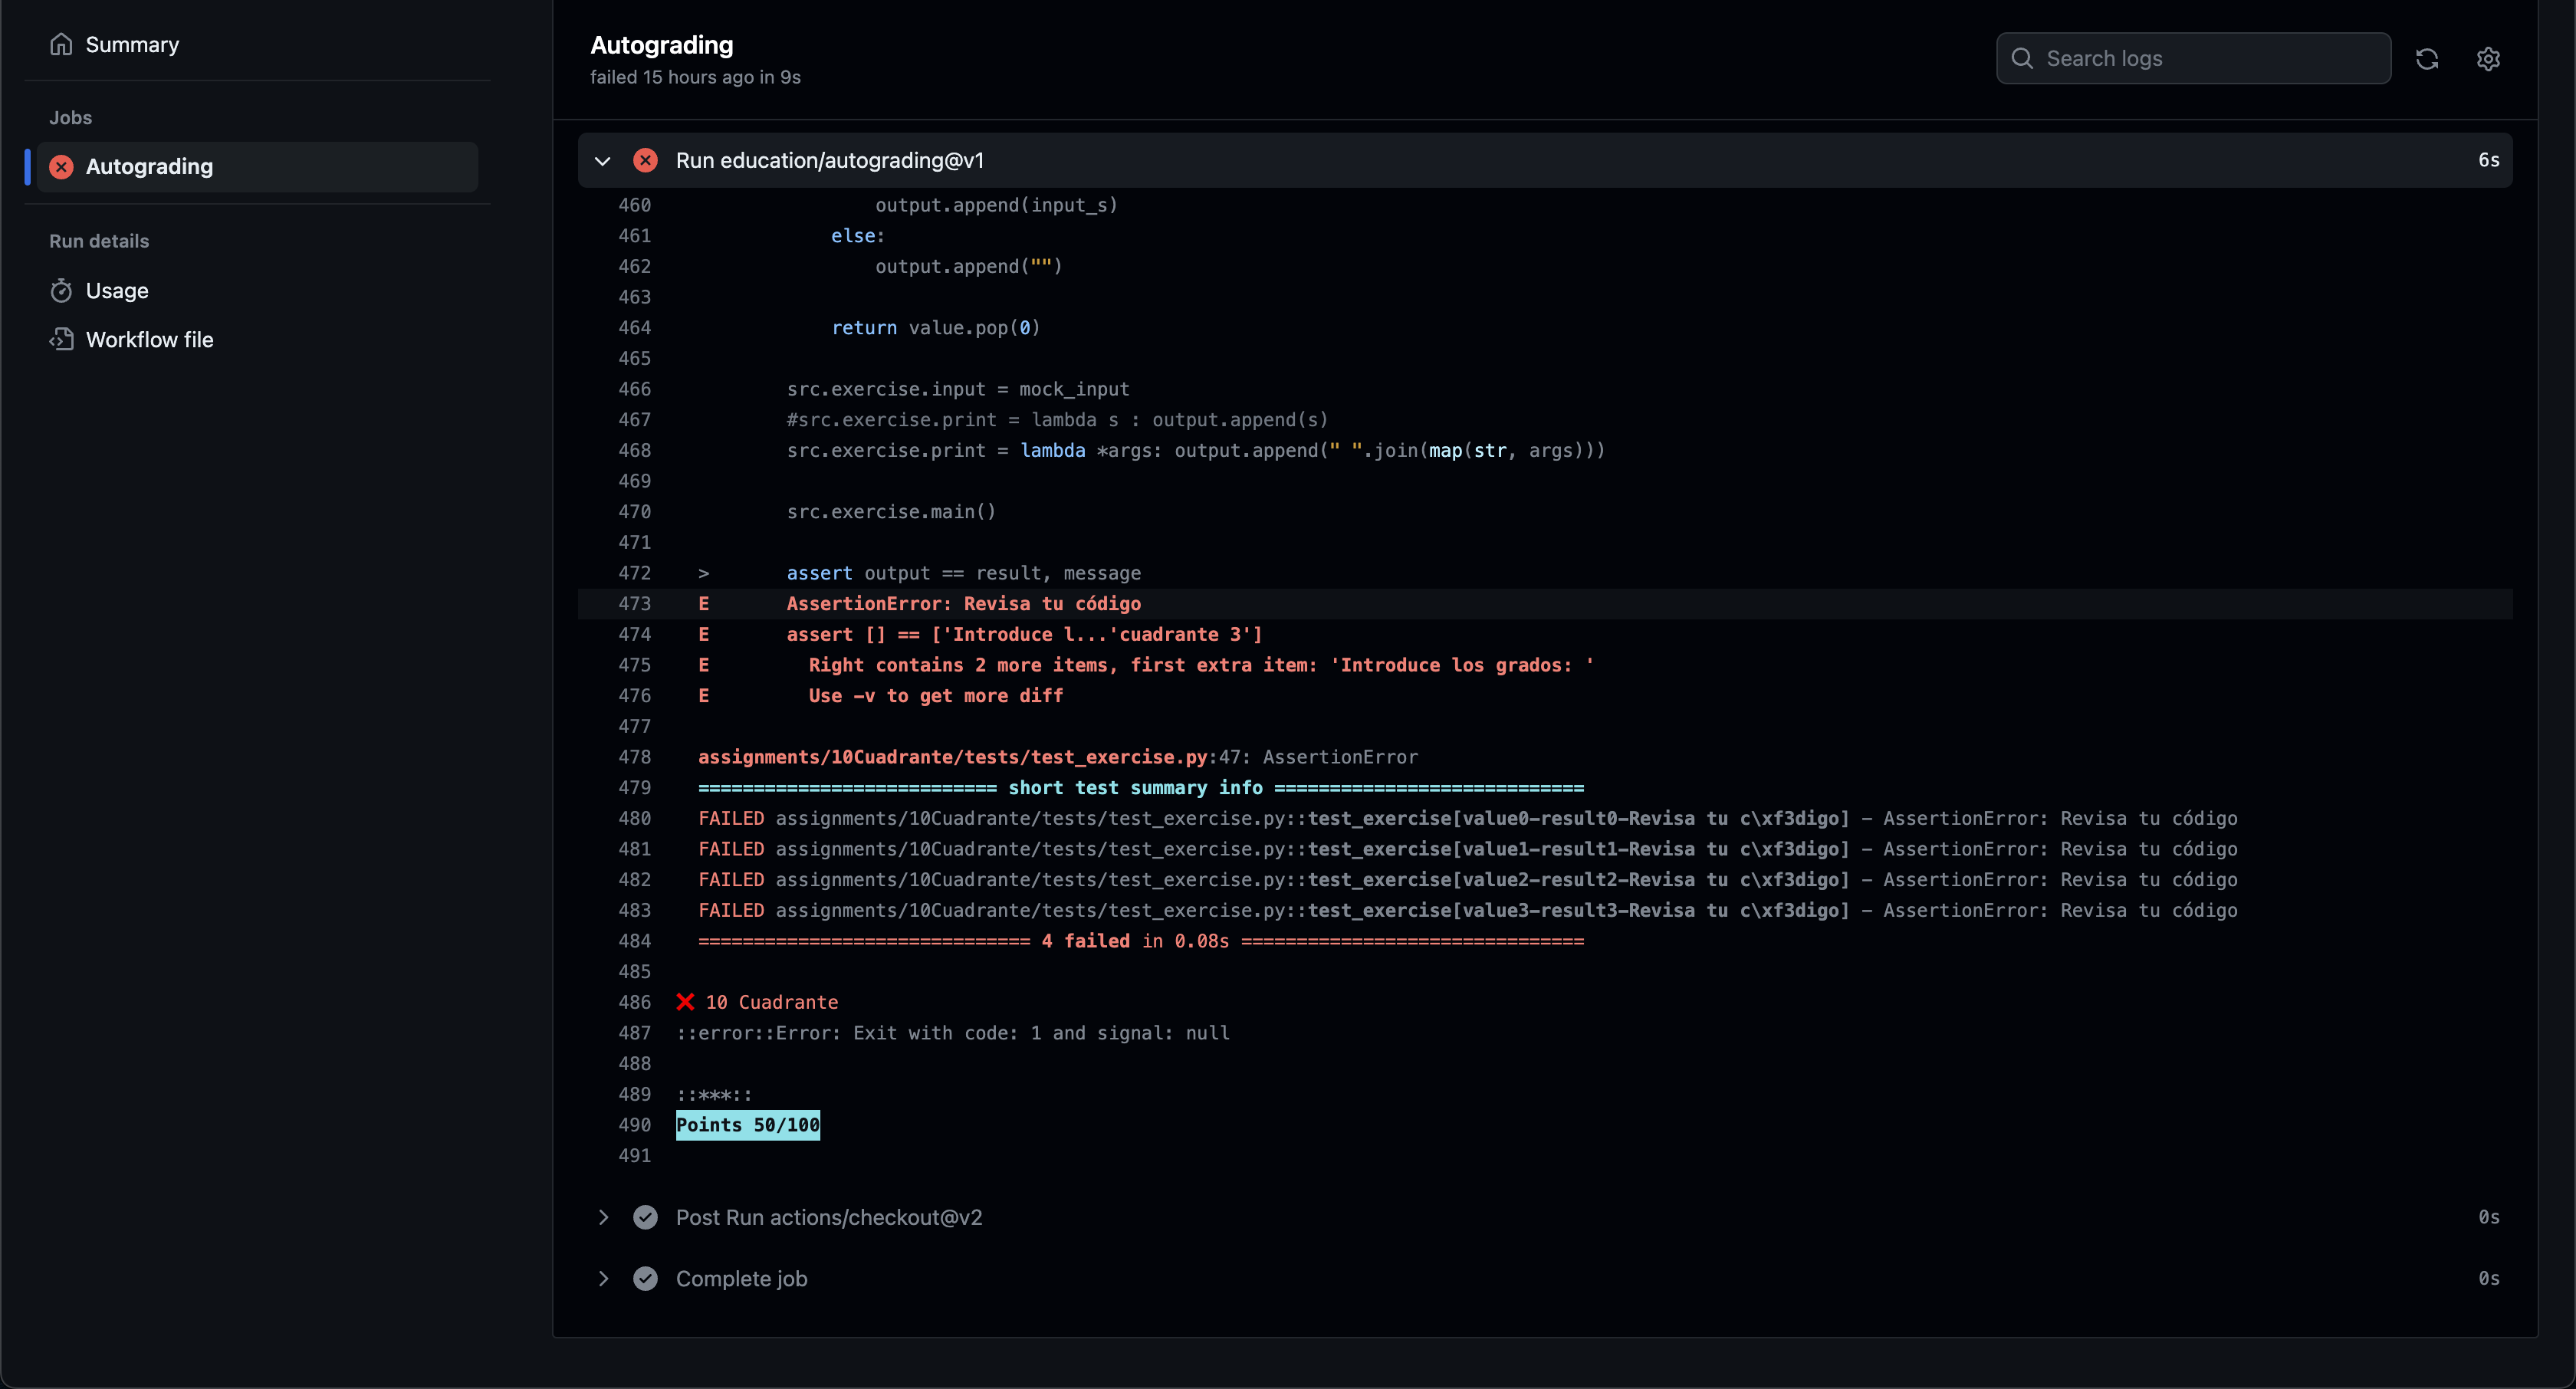 Summary
Jobs
Autograding
Run details
Usage
Workflow file
Autograding
failed 15 hours ago in 9s
Search logs
Run education/autograding@v1 6s
460 output.append(input_s)
461 else:
462 output.append("")
463
464 return value.pop(0)
465
466 src.exercise.input = mock_input
467 #src.exercise.print = lambda s : output.append(s)
468 src.exercise.print = lambda *args: output.append(" ".join(map(str, args)))
469
470 src.exercise.main()
471
472 > assert output == result, message
473 E AssertionError: Revisa tu código
474 E assert [] == ['Introduce l...'cuadrante 3']
475 E Right contains 2 more items, first extra item: 'Introduce los grados: '
476 E Use -v to get more diff
477
478 assignments/10Cuadrante/tests/test_exercise.py:47: AssertionError
479 =========================== short test summary info ============================
480 FAILED assignments/10Cuadrante/tests/test_exercise.py::test_exercise[value0-result0-Revisa tu c\xf3digo] - AssertionError: Revisa tu código
481 FAILED assignments/10Cuadrante/tests/test_exercise.py::test_exercise[value1-result1-Revisa tu c\xf3digo] - AssertionError: Revisa tu código
482 FAILED assignments/10Cuadrante/tests/test_exercise.py::test_exercise[value2-result2-Revisa tu c\xf3digo] - AssertionError: Revisa tu código
483 FAILED assignments/10Cuadrante/tests/test_exercise.py::test_exercise[value3-result3-Revisa tu c\xf3digo] - AssertionError: Revisa tu código
484 ============================== 4 failed in 0.08s ===============================
485
486 ❌ 10 Cuadrante
487 ::error::Error: Exit with code: 1 and signal: null
488
489 ::***::
490 Points 50/100
491
Post Run actions/checkout@v2 0s
Complete job 0s